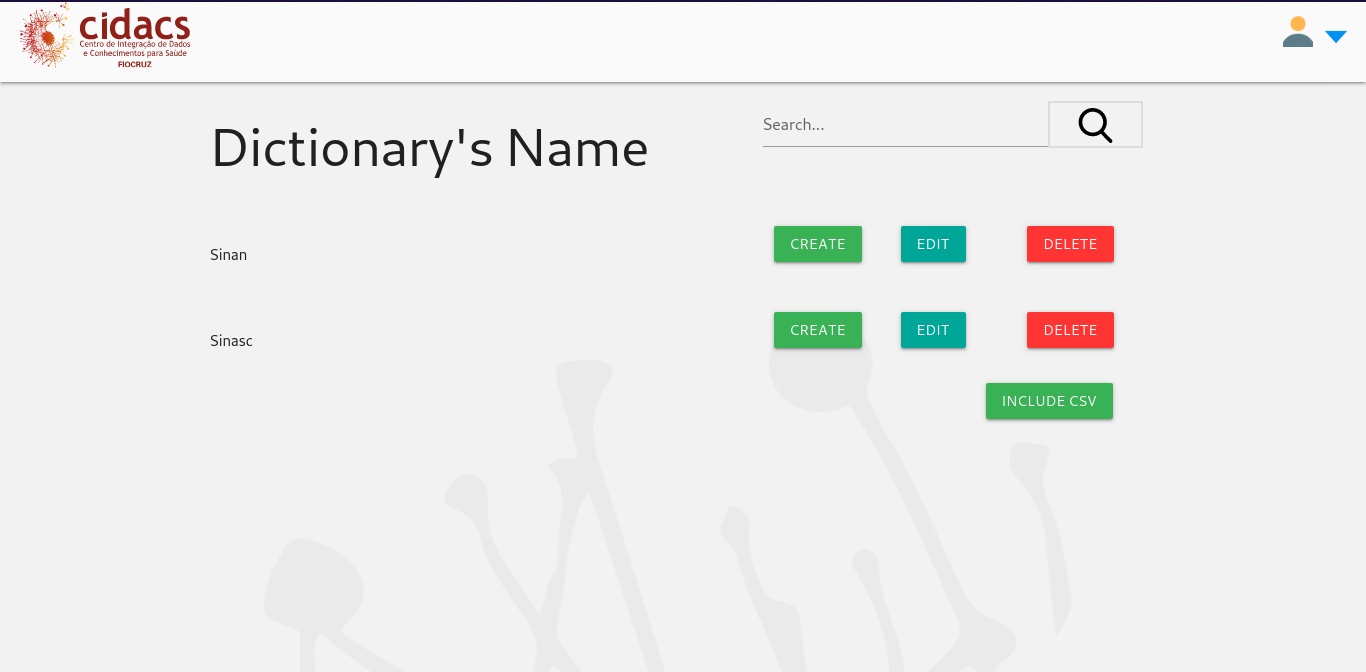 cidacs
Centro de Integração de Dados
e Conhecimentos para Saúde
FIOCRUZ
Dictionary's Name
Search...
Sinan
CREATE
EDIT
DELETE
Sinasc
CREATE
EDIT
DELETE
INCLUDE CSV